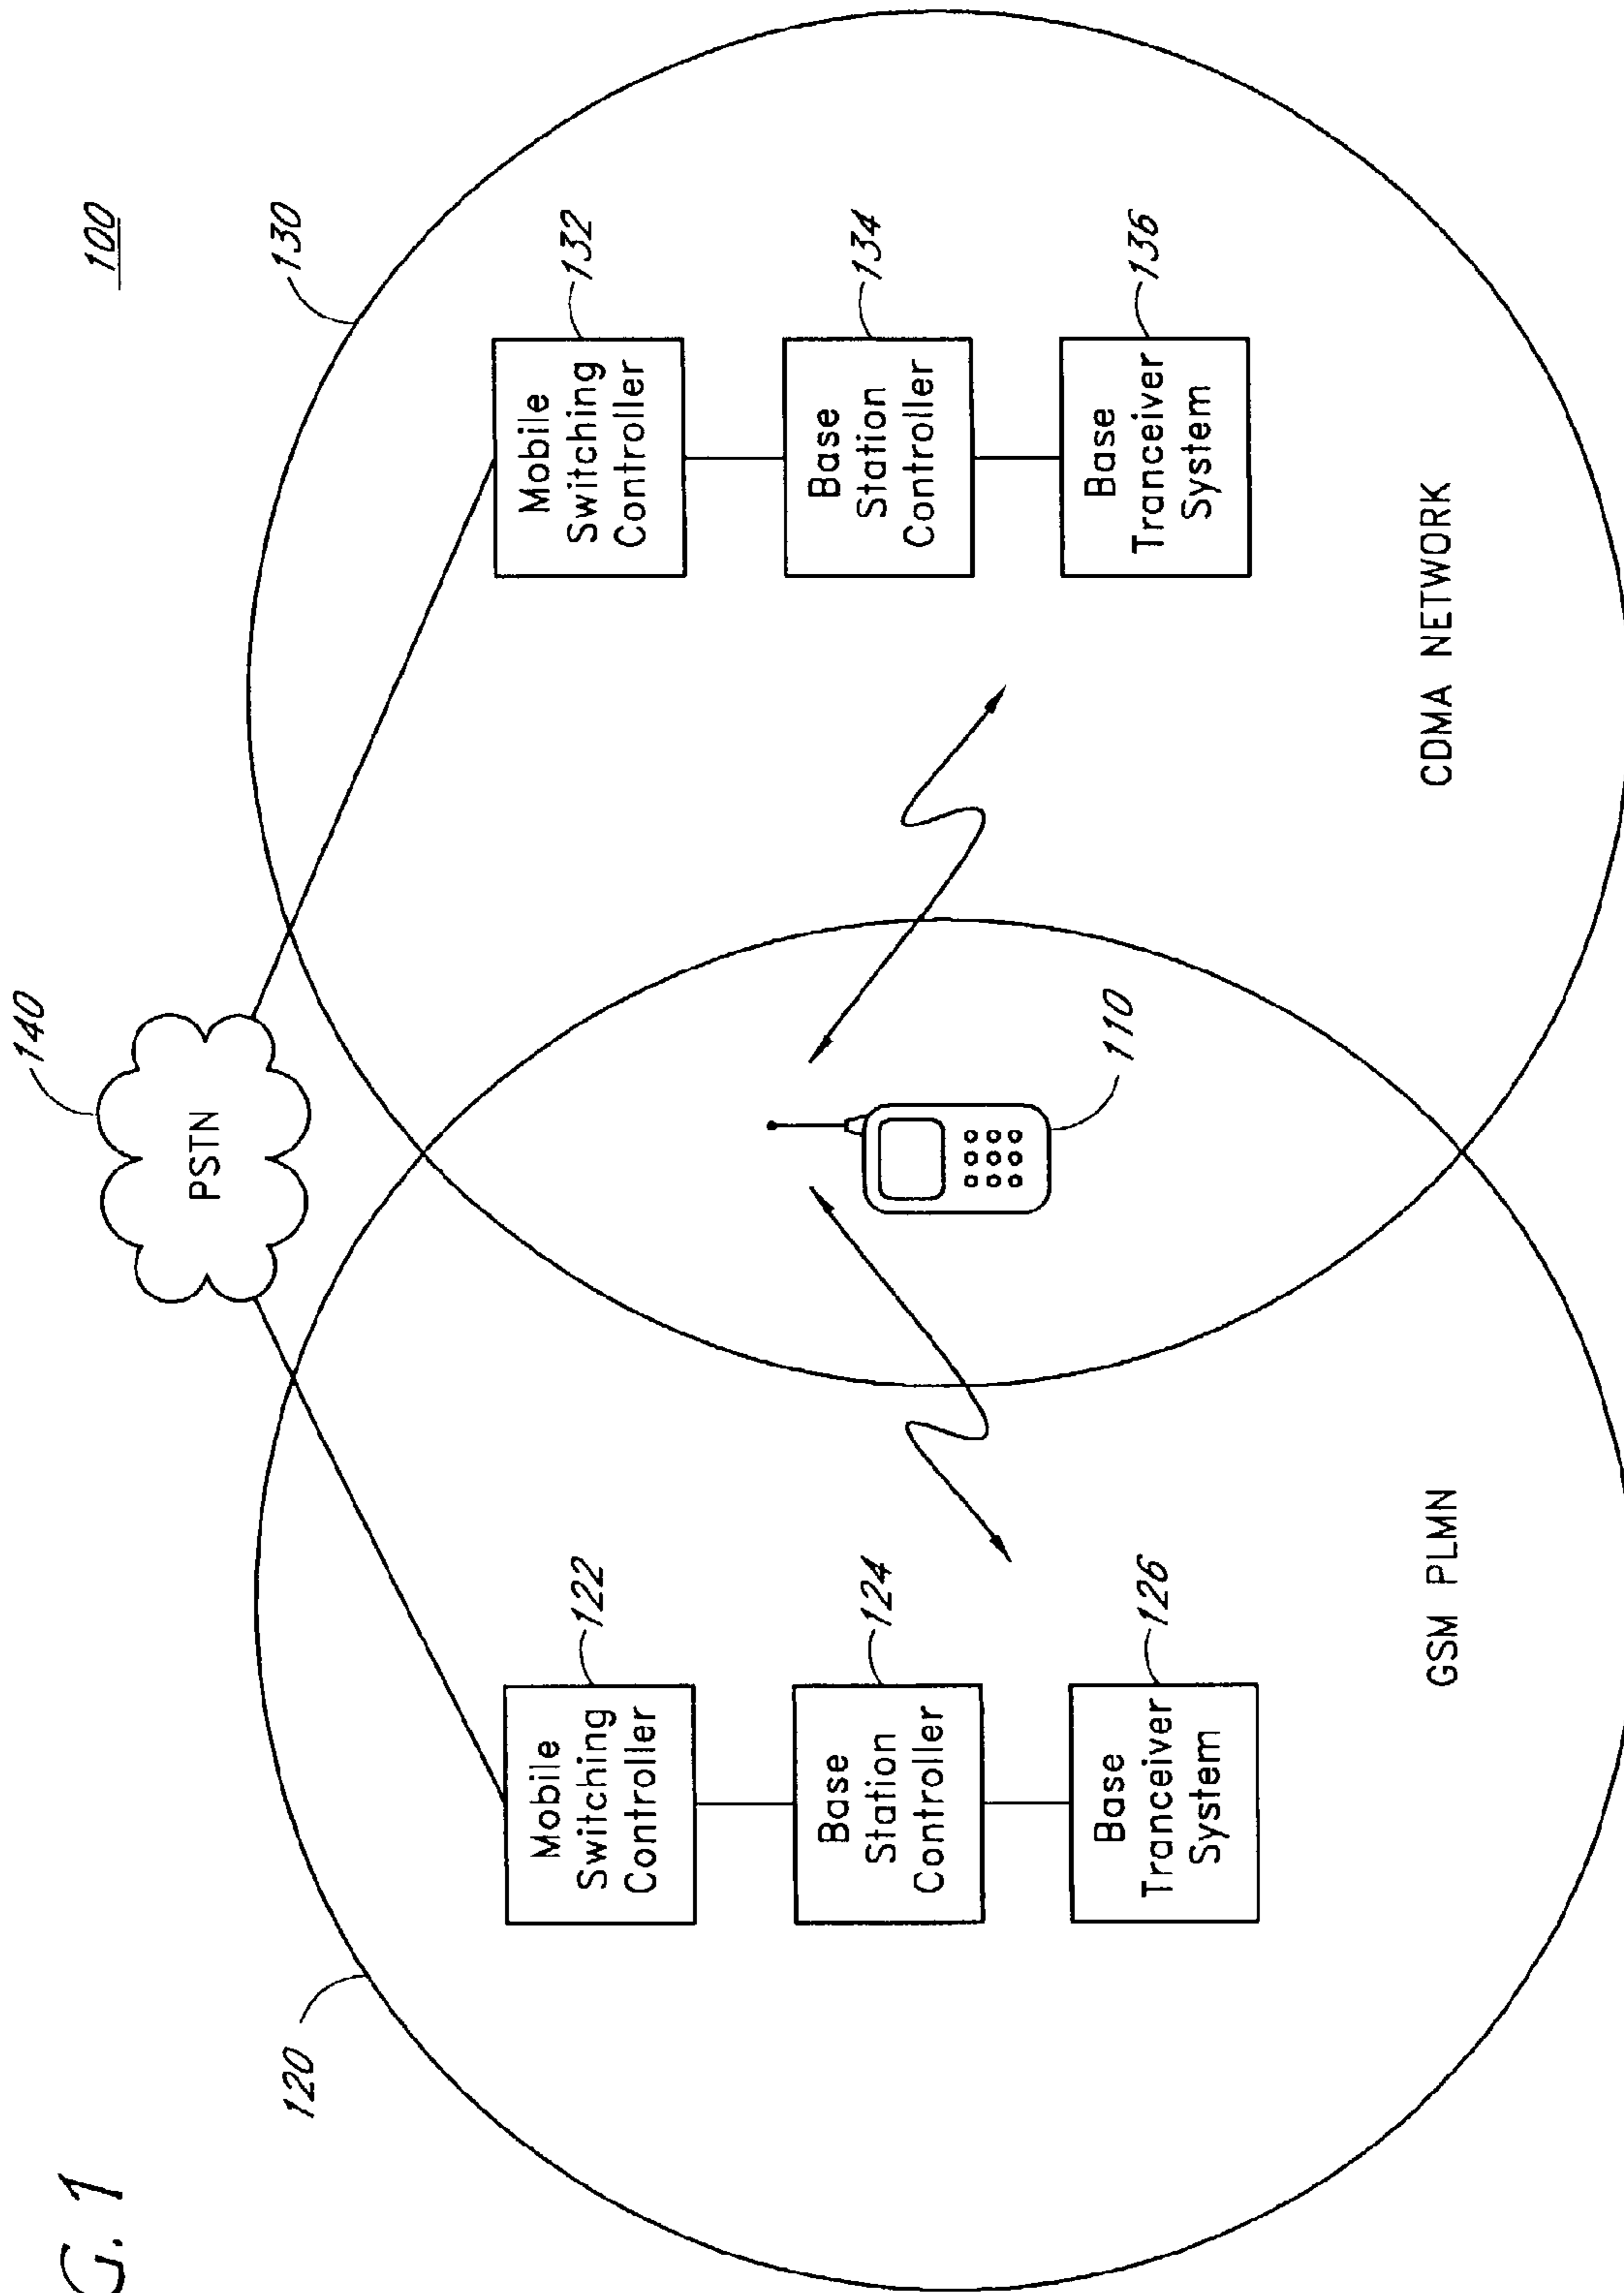 G. 1
100
140
PSTN
120
130
Mobile
Switching
Controller
122
Base
Station
Controller
124
Base
Tranceiver
System
126
GSM PLMN
110
Mobile
Switching
Controller
132
Base
Station
Controller
134
Base
Tranceiver
System
136
CDMA NETWORK